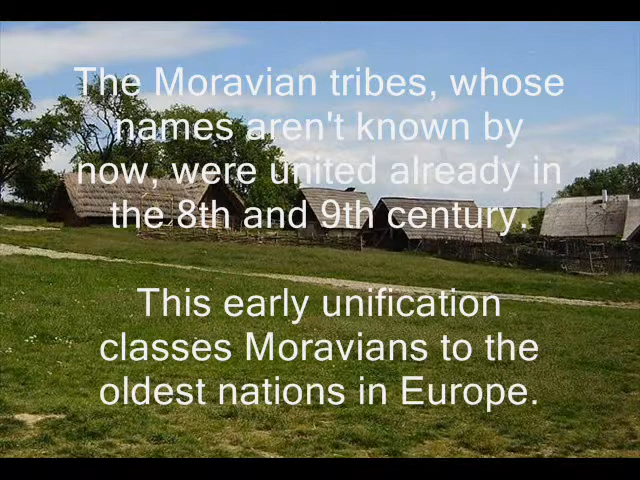 The Moravian tribes, whose
names aren't known by
now, were united already in
the 8th and 9th century.
This early unification
classes Moravians to the
oldest nations in Europe.